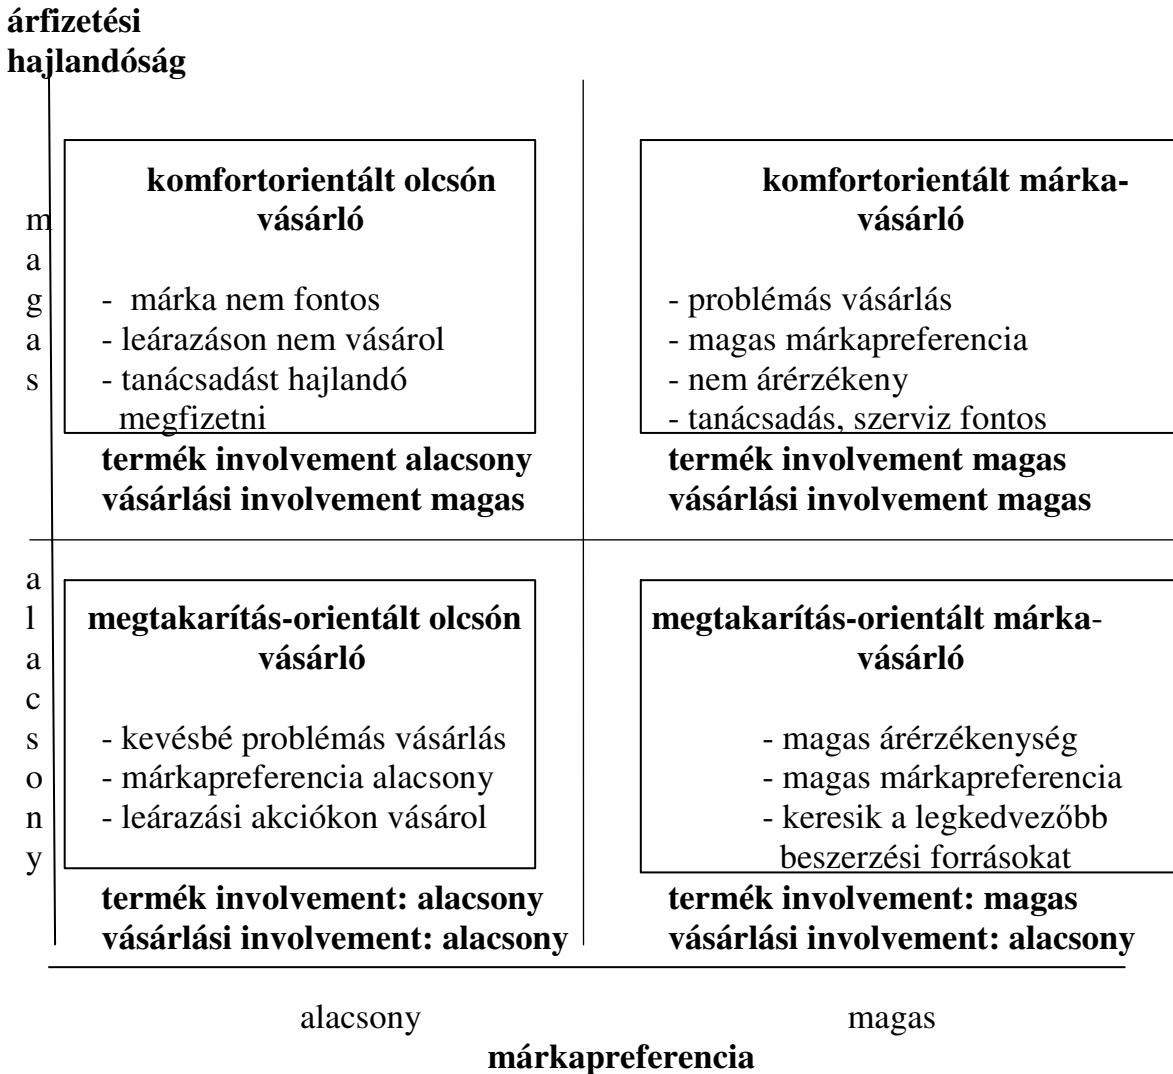 árfizetési
hajlandóság
magas
komfortorientált olcsón
vásárló
- márka nem fontos
- leárazáson nem vásárol
- tanácsadást hajlandó
megfizetni
termék involvement alacsony
vásárlási involvement magas
komfortorientált márka-
vásárló
- problémás vásárlás
- magas márkapreferencia
- nem árérzékeny
- tanácsadás, szerviz fontos
termék involvement magas
vásárlási involvement magas
alacsony
megtakarítás-orientált olcsón
vásárló
- kevésbé problémás vásárlás
- márkapreferencia alacsony
- leárazási akciókon vásárol
termék involvement: alacsony
vásárlási involvement: alacsony
megtakarítás-orientált márka-
vásárló
- magas árérzékenység
- magas márkapreferencia
- keresik a legkedvezőbb
beszerzési forrásokat
termék involvement: magas
vásárlási involvement: alacsony
alacsony
magas
márkapreferencia